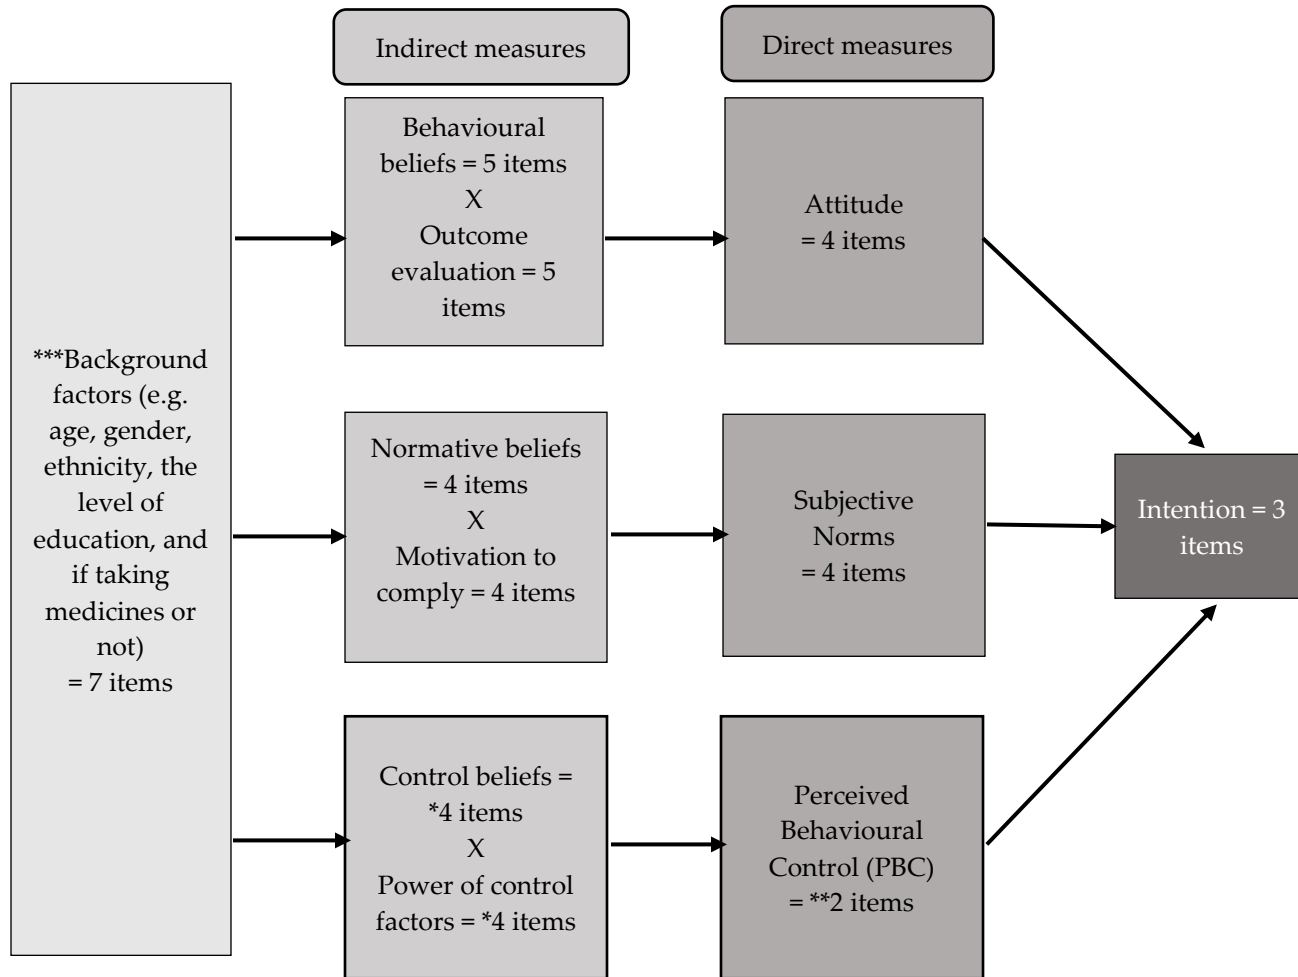 Indirect measures
Direct measures
***Background
factors (e.g.
age, gender,
ethnicity, the
level of
education, and
if taking
medicines or
not)
= 7 items
Behavioural
beliefs = 5 items
X
Outcome
evaluation = 5
items
Attitude
= 4 items
Normative beliefs
= 4 items
X
Motivation to
comply = 4 items
Subjective
Norms
= 4 items
Intention = 3
items
Control beliefs =
*4 items
X
Power of control
factors = *4 items
Perceived
Behavioural
Control (PBC)
= **2 items